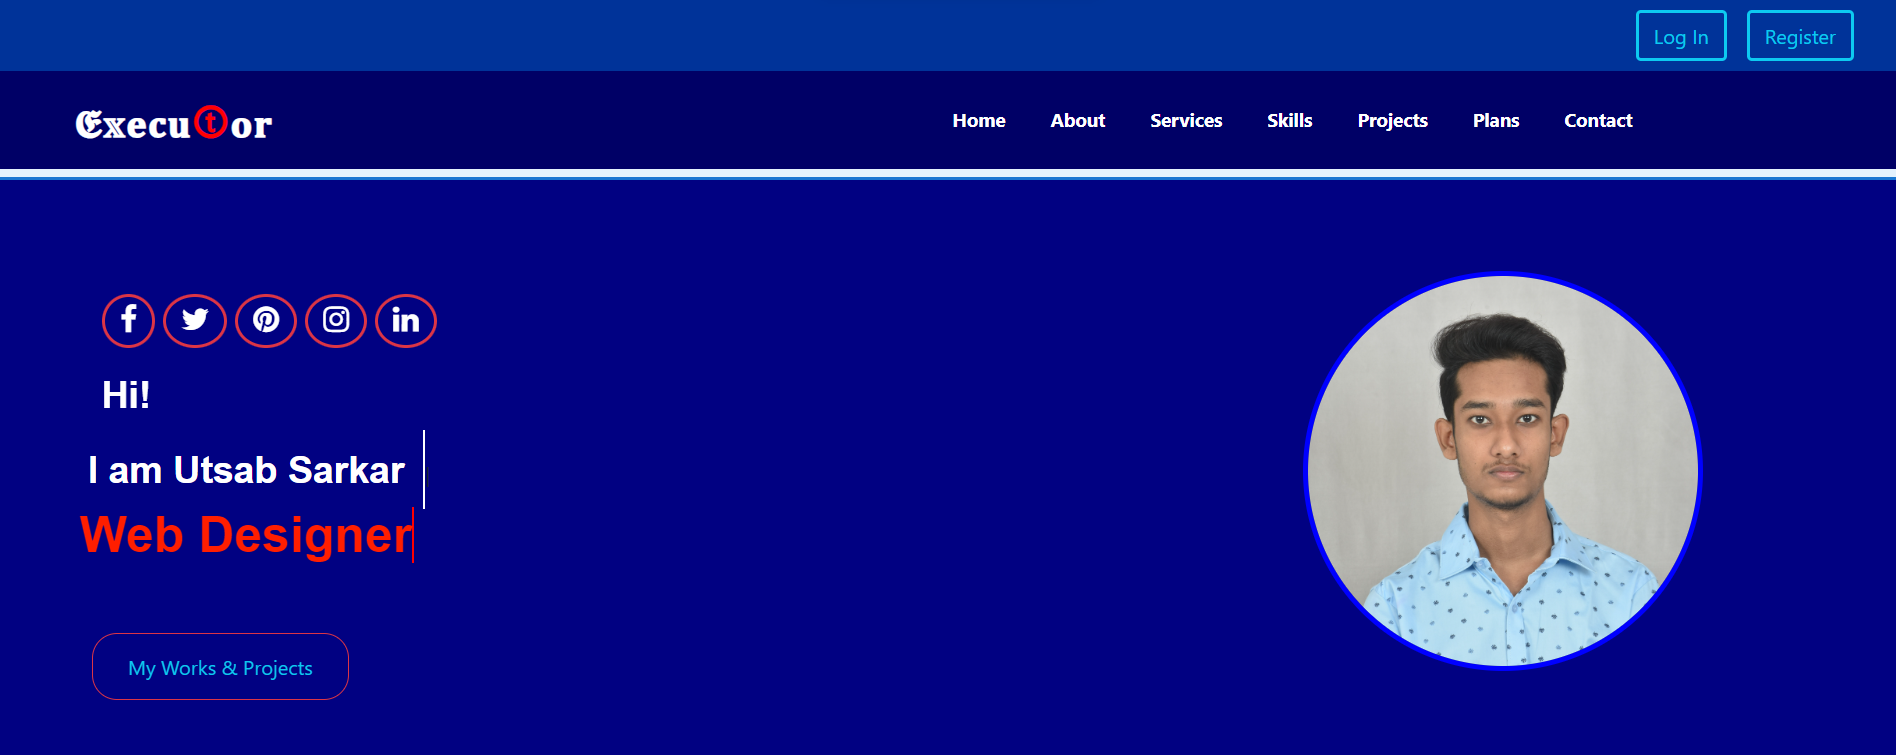 Log In Register
Executor
Home About Services Skills Projects Plans Contact
Hi!
I am Utsab Sarkar
Web Designer
My Works & Projects